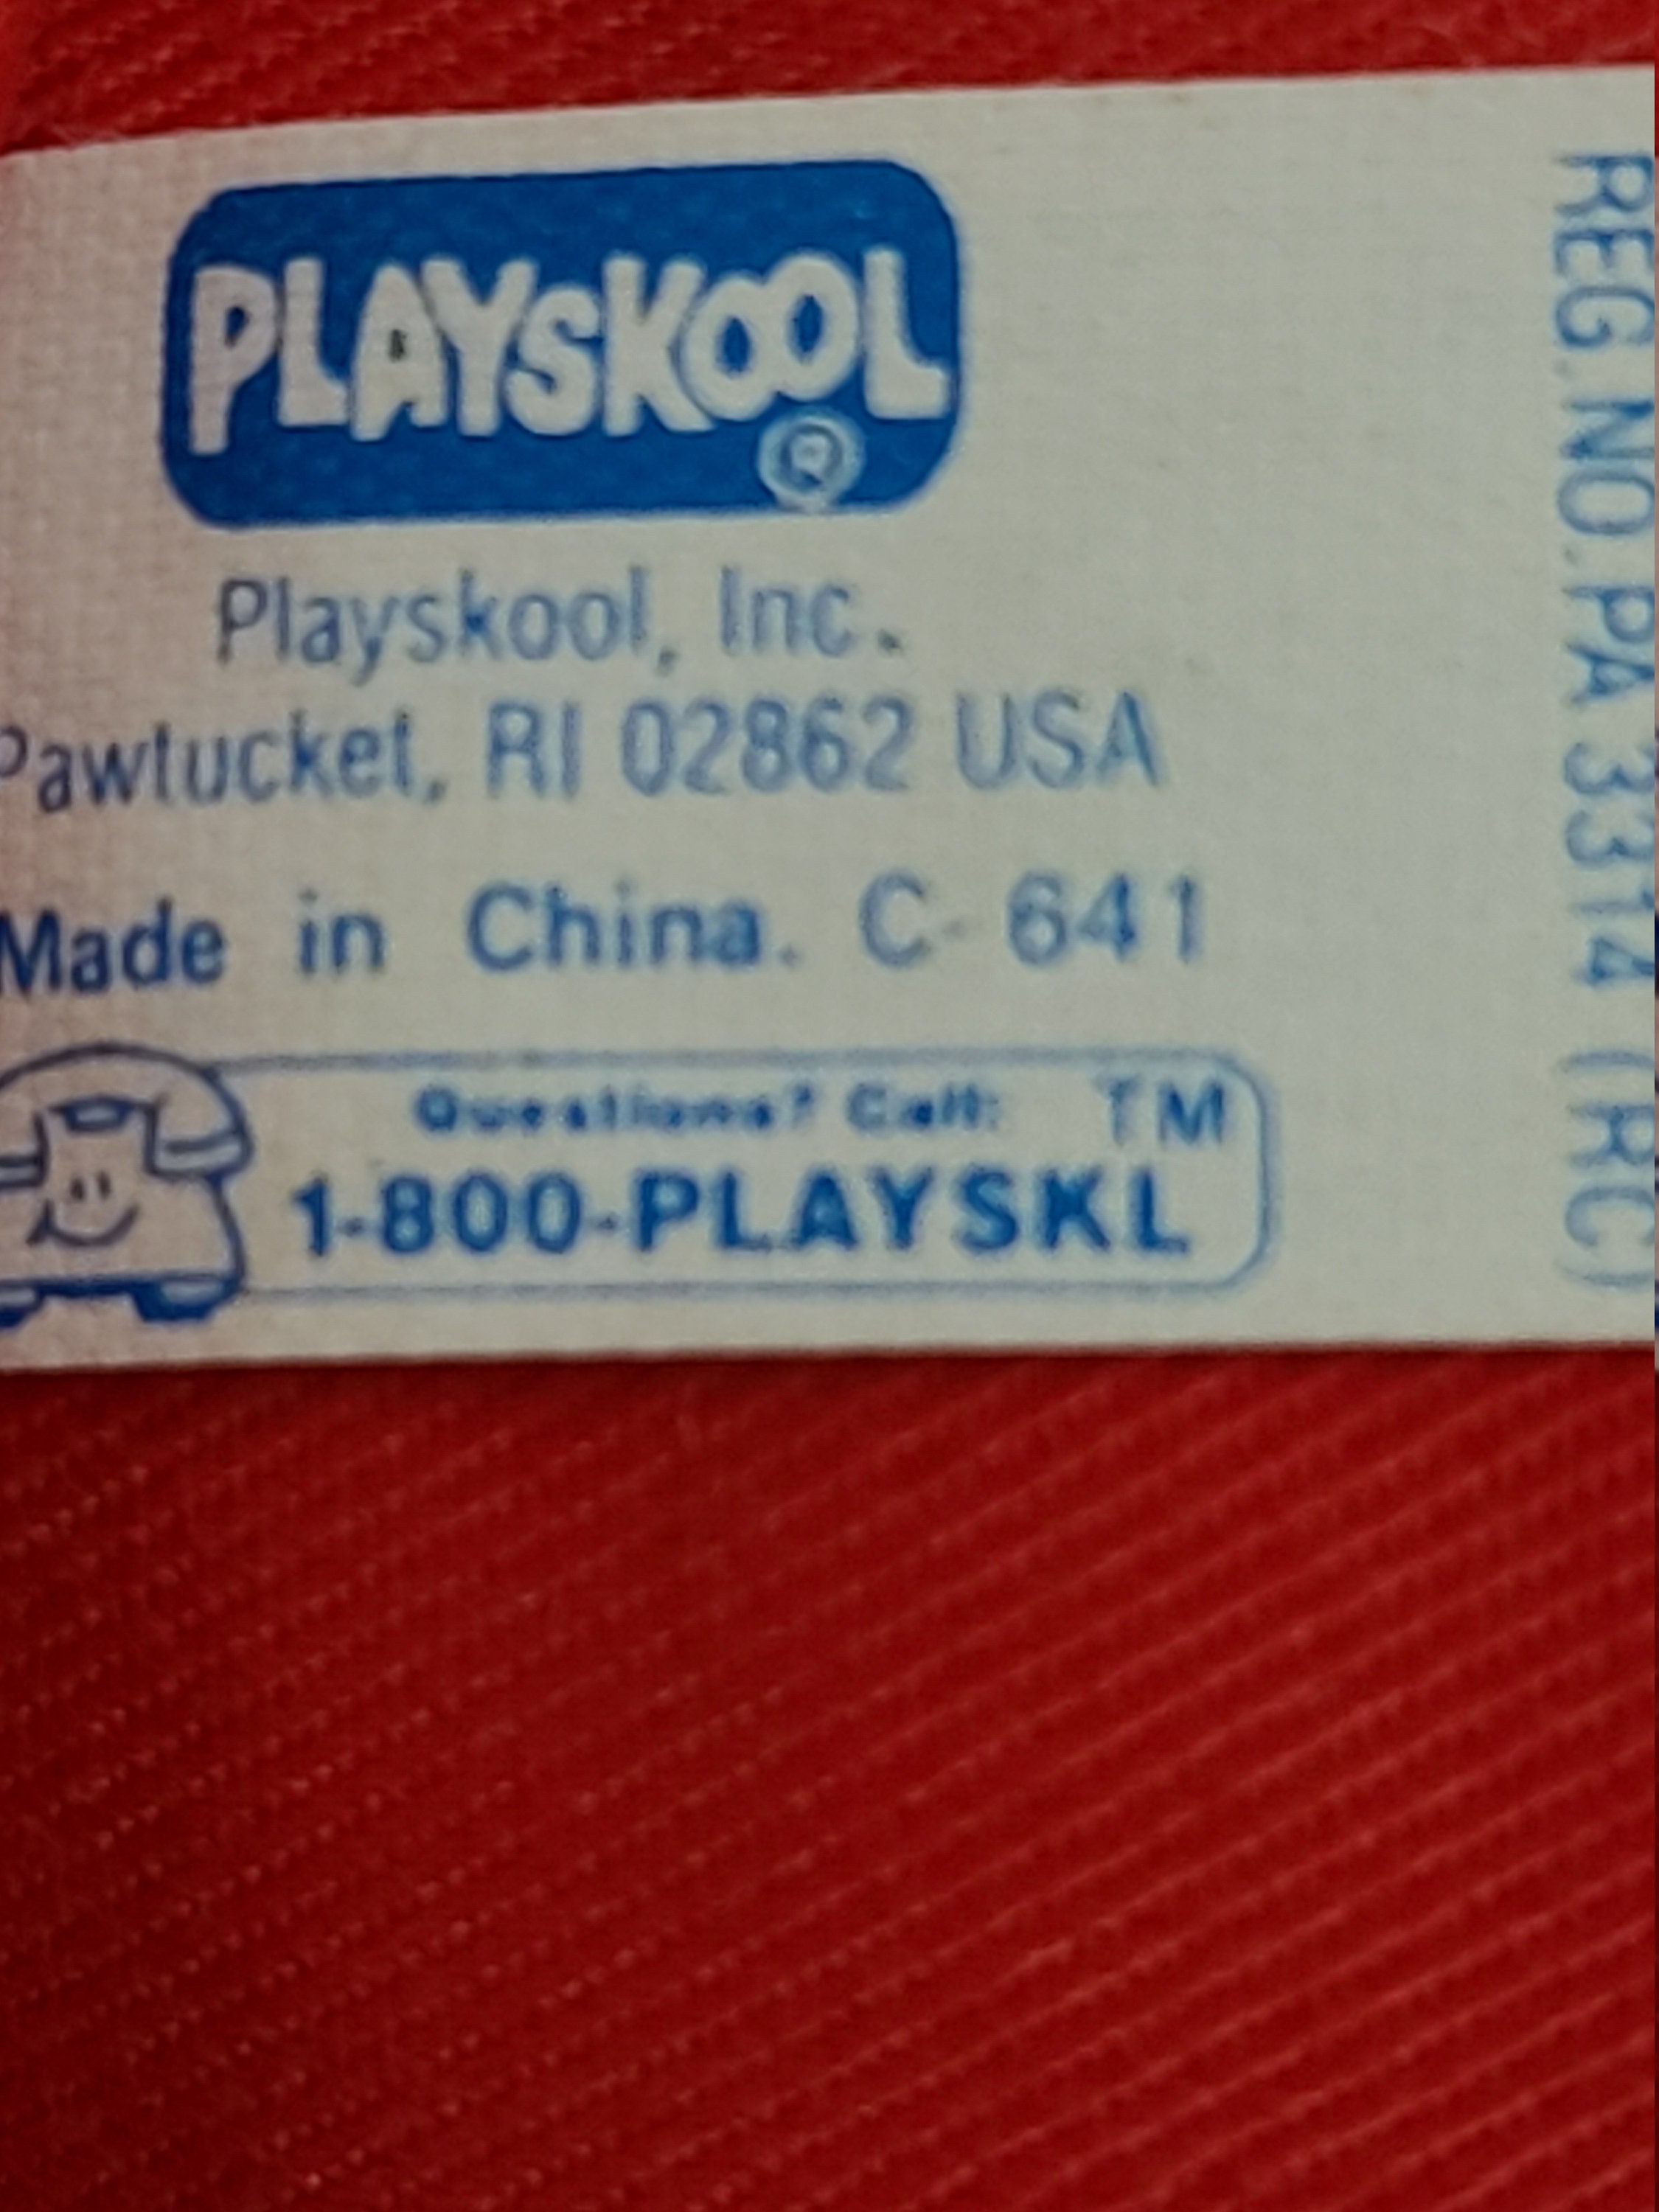 PLAYSKOOL
®
Playskool, Inc.
Pawtucket, RI 02862 USA
Made in China. C- 641
Questions? Call: TM
1-800-PLAYSKL
REG. NO. PA 3314 (RC)